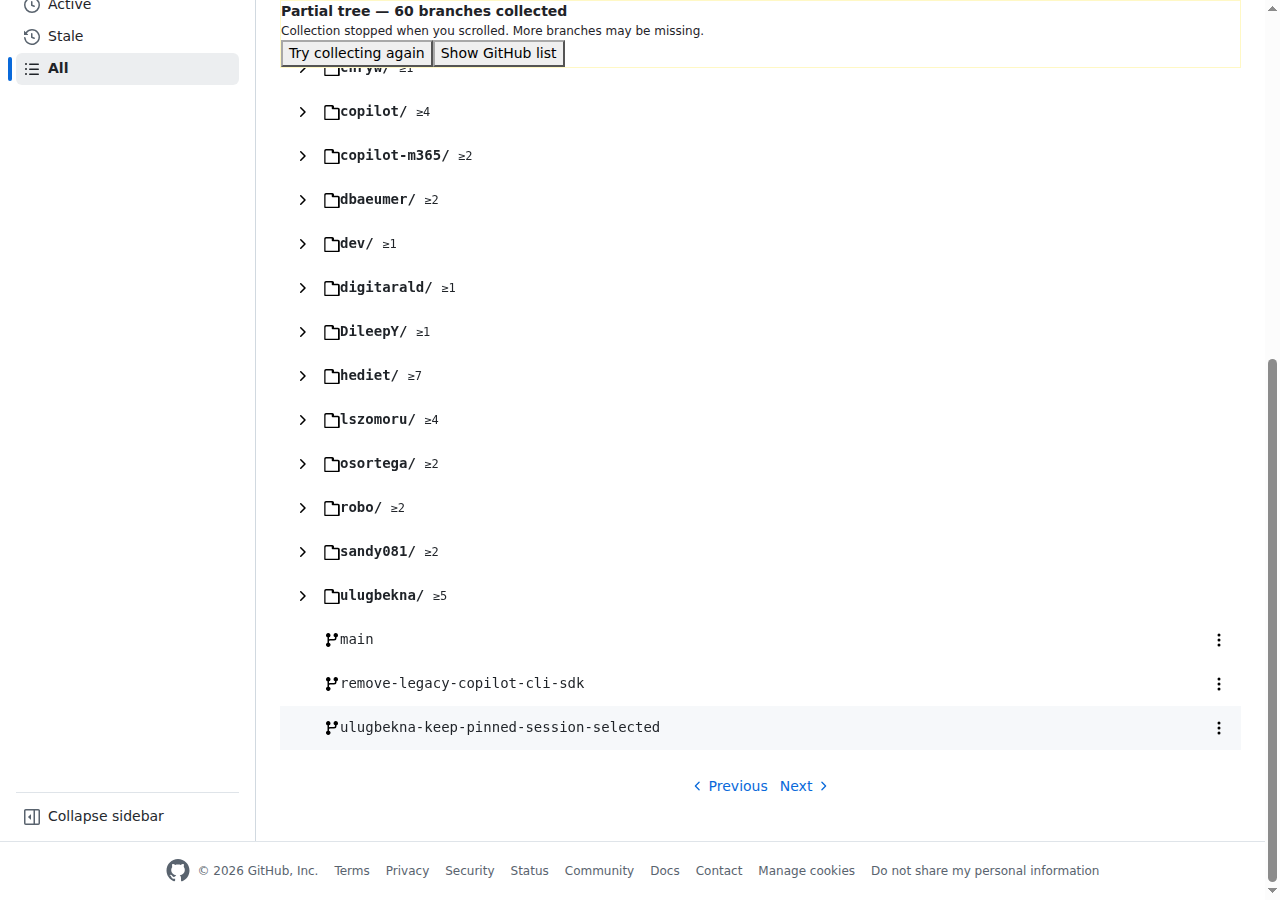 Active
Stale
All
Collapse sidebar
Partial tree — 60 branches collected
Collection stopped when you scrolled. More branches may be missing.
Try collecting again
Show GitHub list
copilot/ ≥4
copilot-m365/ ≥2
dbaeumer/ ≥2
dev/ ≥1
digitarald/ ≥1
DileepY/ ≥1
hediet/ ≥7
lszomoru/ ≥4
osortega/ ≥2
robo/ ≥2
sandy081/ ≥2
ulugbekna/ ≥5
main
remove-legacy-copilot-cli-sdk
ulugbekna-keep-pinned-session-selected
Previous Next
© 2026 GitHub, Inc. Terms Privacy Security Status Community Docs Contact Manage cookies Do not share my personal information